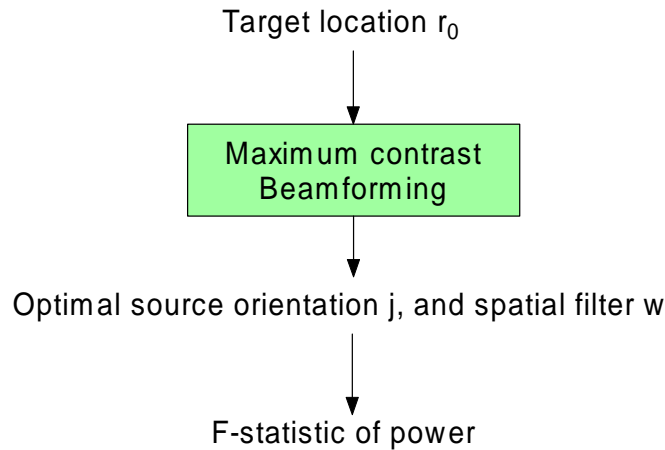 Target location r₀
Maximum contrast
Beamforming
Optimal source orientation j, and spatial filter w
F-statistic of power